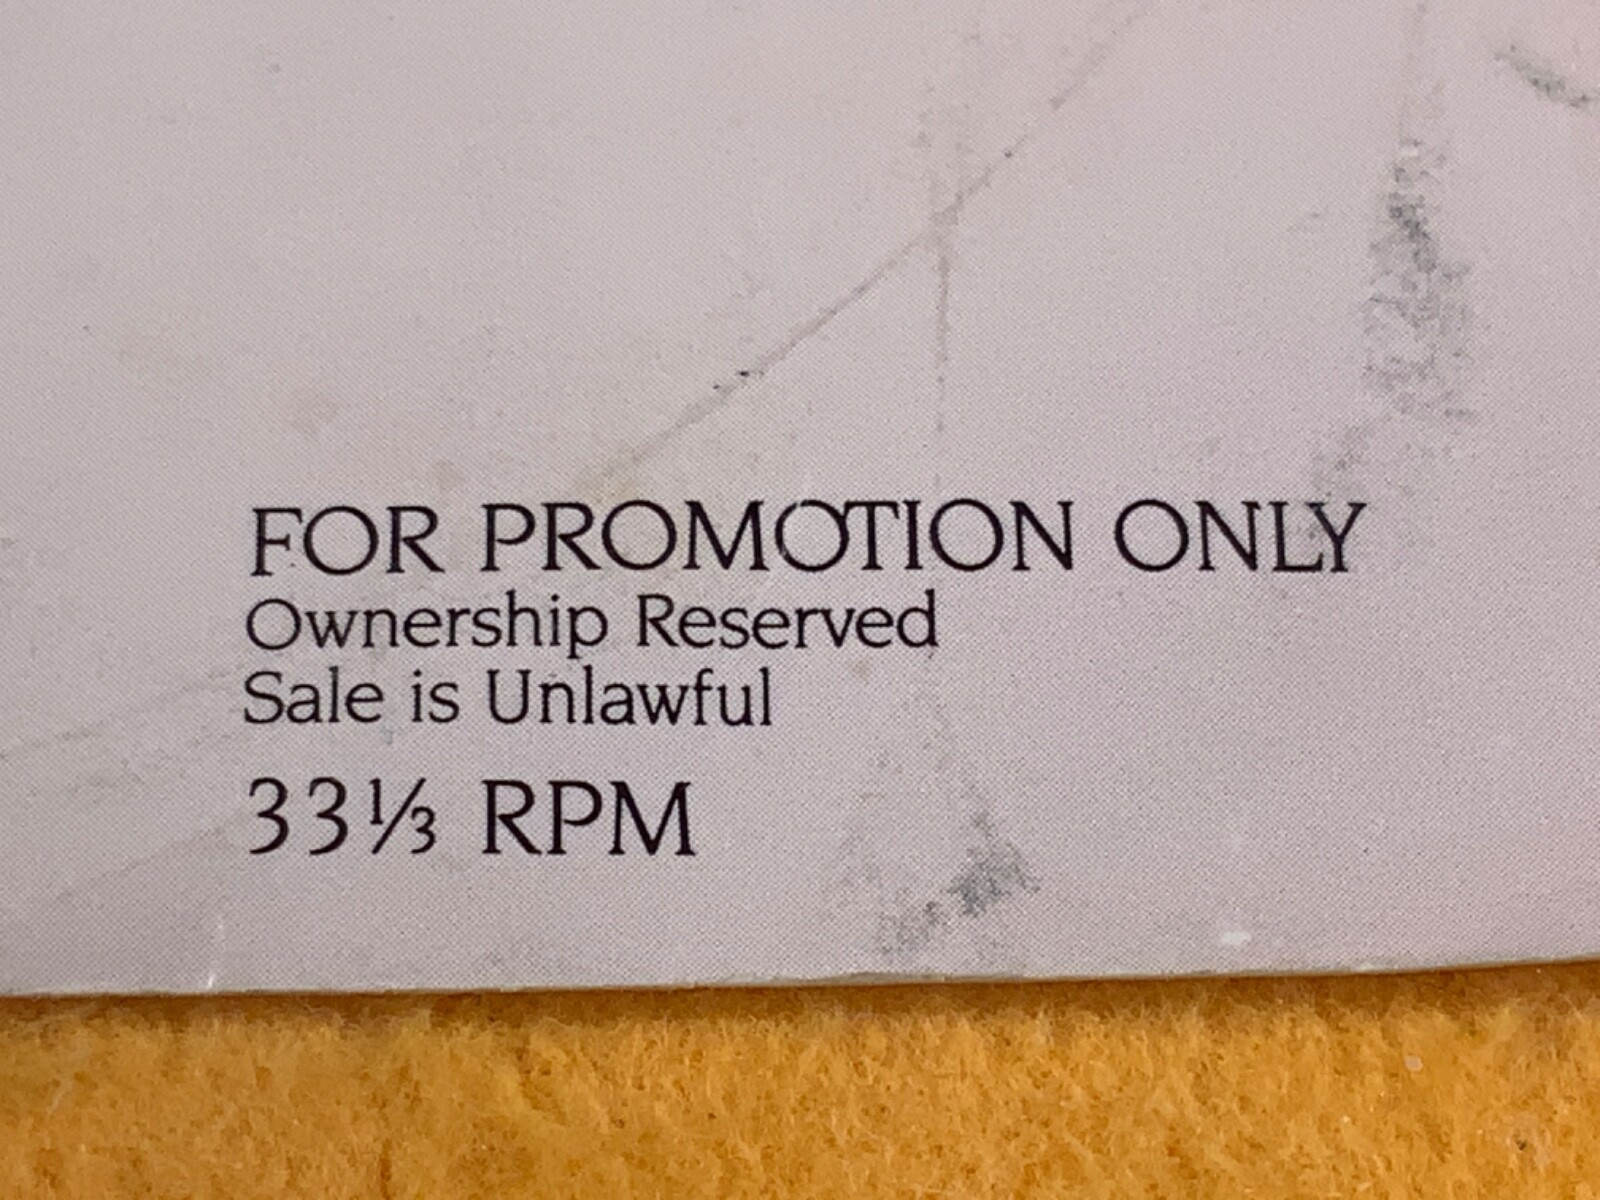 FOR PROMOTION ONLY
Ownership Reserved
Sale is Unlawful
33⅓ RPM